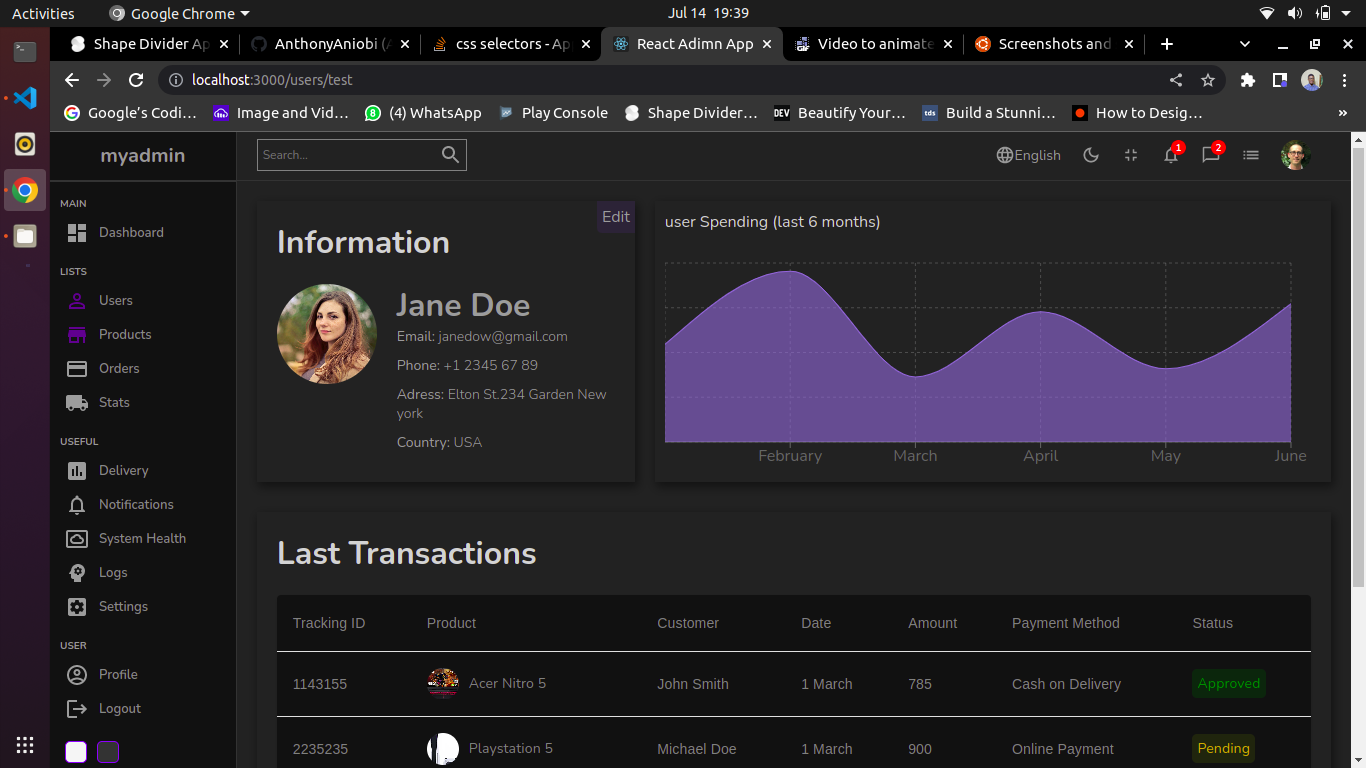 Activities
Google Chrome
Jul 14 19:39
Shape Divider Ap
AnthonyAniobi (A
css selectors - Ap
React Adimn App
Video to animate
Screenshots and
localhost:3000/users/test
Google's Codi...
Image and Vid...
(4) WhatsApp
Play Console
Shape Divider...
DEV Beautify Your...
tds Build a Stunni...
How to Desig...
»
myadmin
Search...
English
1
2
MAIN
Dashboard
LISTS
Users
Products
Orders
Stats
USEFUL
Delivery
Notifications
System Health
Logs
Settings
USER
Profile
Logout
Edit
Information
Jane Doe
Email: janedow@gmail.com
Phone: +1 2345 67 89
Adress: Elton St.234 Garden New
york
Country: USA
user Spending (last 6 months)
February March April May June
Last Transactions
Tracking ID Product Customer Date Amount Payment Method Status
1143155 Acer Nitro 5 John Smith 1 March 785 Cash on Delivery Approved
2235235 Playstation 5 Michael Doe 1 March 900 Online Payment Pending